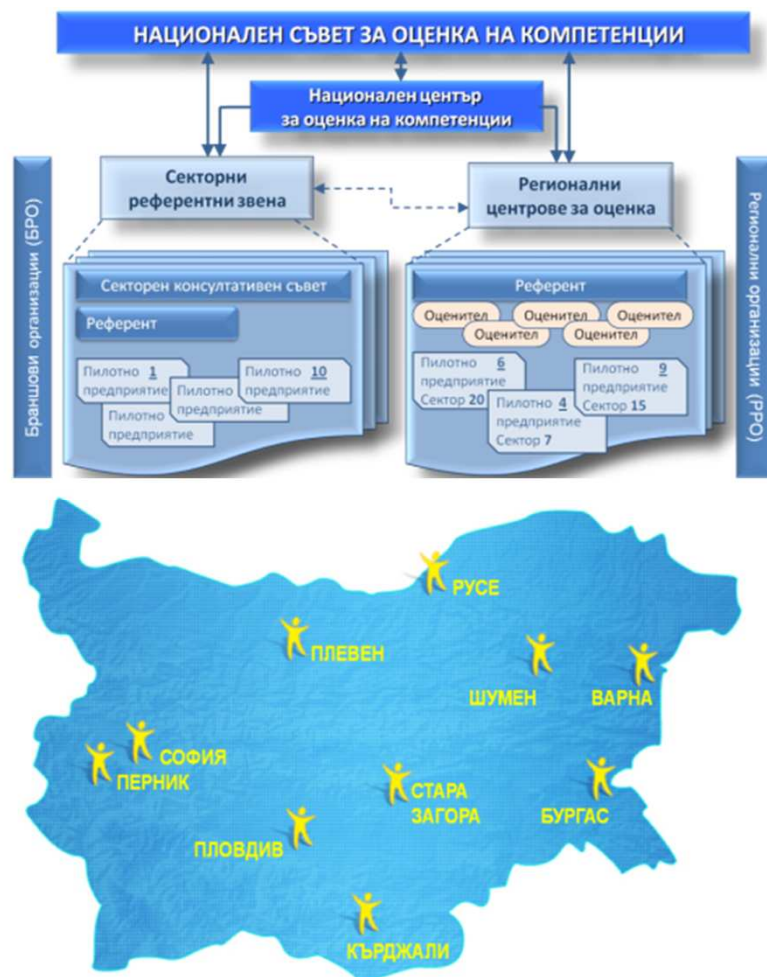 НАЦИОНАЛЕН СЪВЕТ ЗА ОЦЕНКА НА КОМПЕТЕНЦИИ
Национален център
за оценка на компетенции
Браншови организации (БРО)
Секторни
референтни звена
Регионални
центрове за оценка
Регионални организации (РРО)
Секторен консултативен съвет
Референт
Пилотно 1
предприятие
Пилотно
предприятие
Пилотно
предприятие
Пилотно 10
предприятие
Референт
Оценител
Оценител
Оценител
Оценител
Оценител
Пилотно 6
предприятие
Сектор 20
Пилотно 4
предприятие
Сектор 7
Пилотно 9
предприятие
Сектор 15
РУСЕ
ПЛЕВЕН
ШУМЕН
ВАРНА
СОФИЯ
ПЕРНИК
СТАРА
ЗАГОРА
БУРГАС
ПЛОВДИВ
КЪРДЖАЛИ